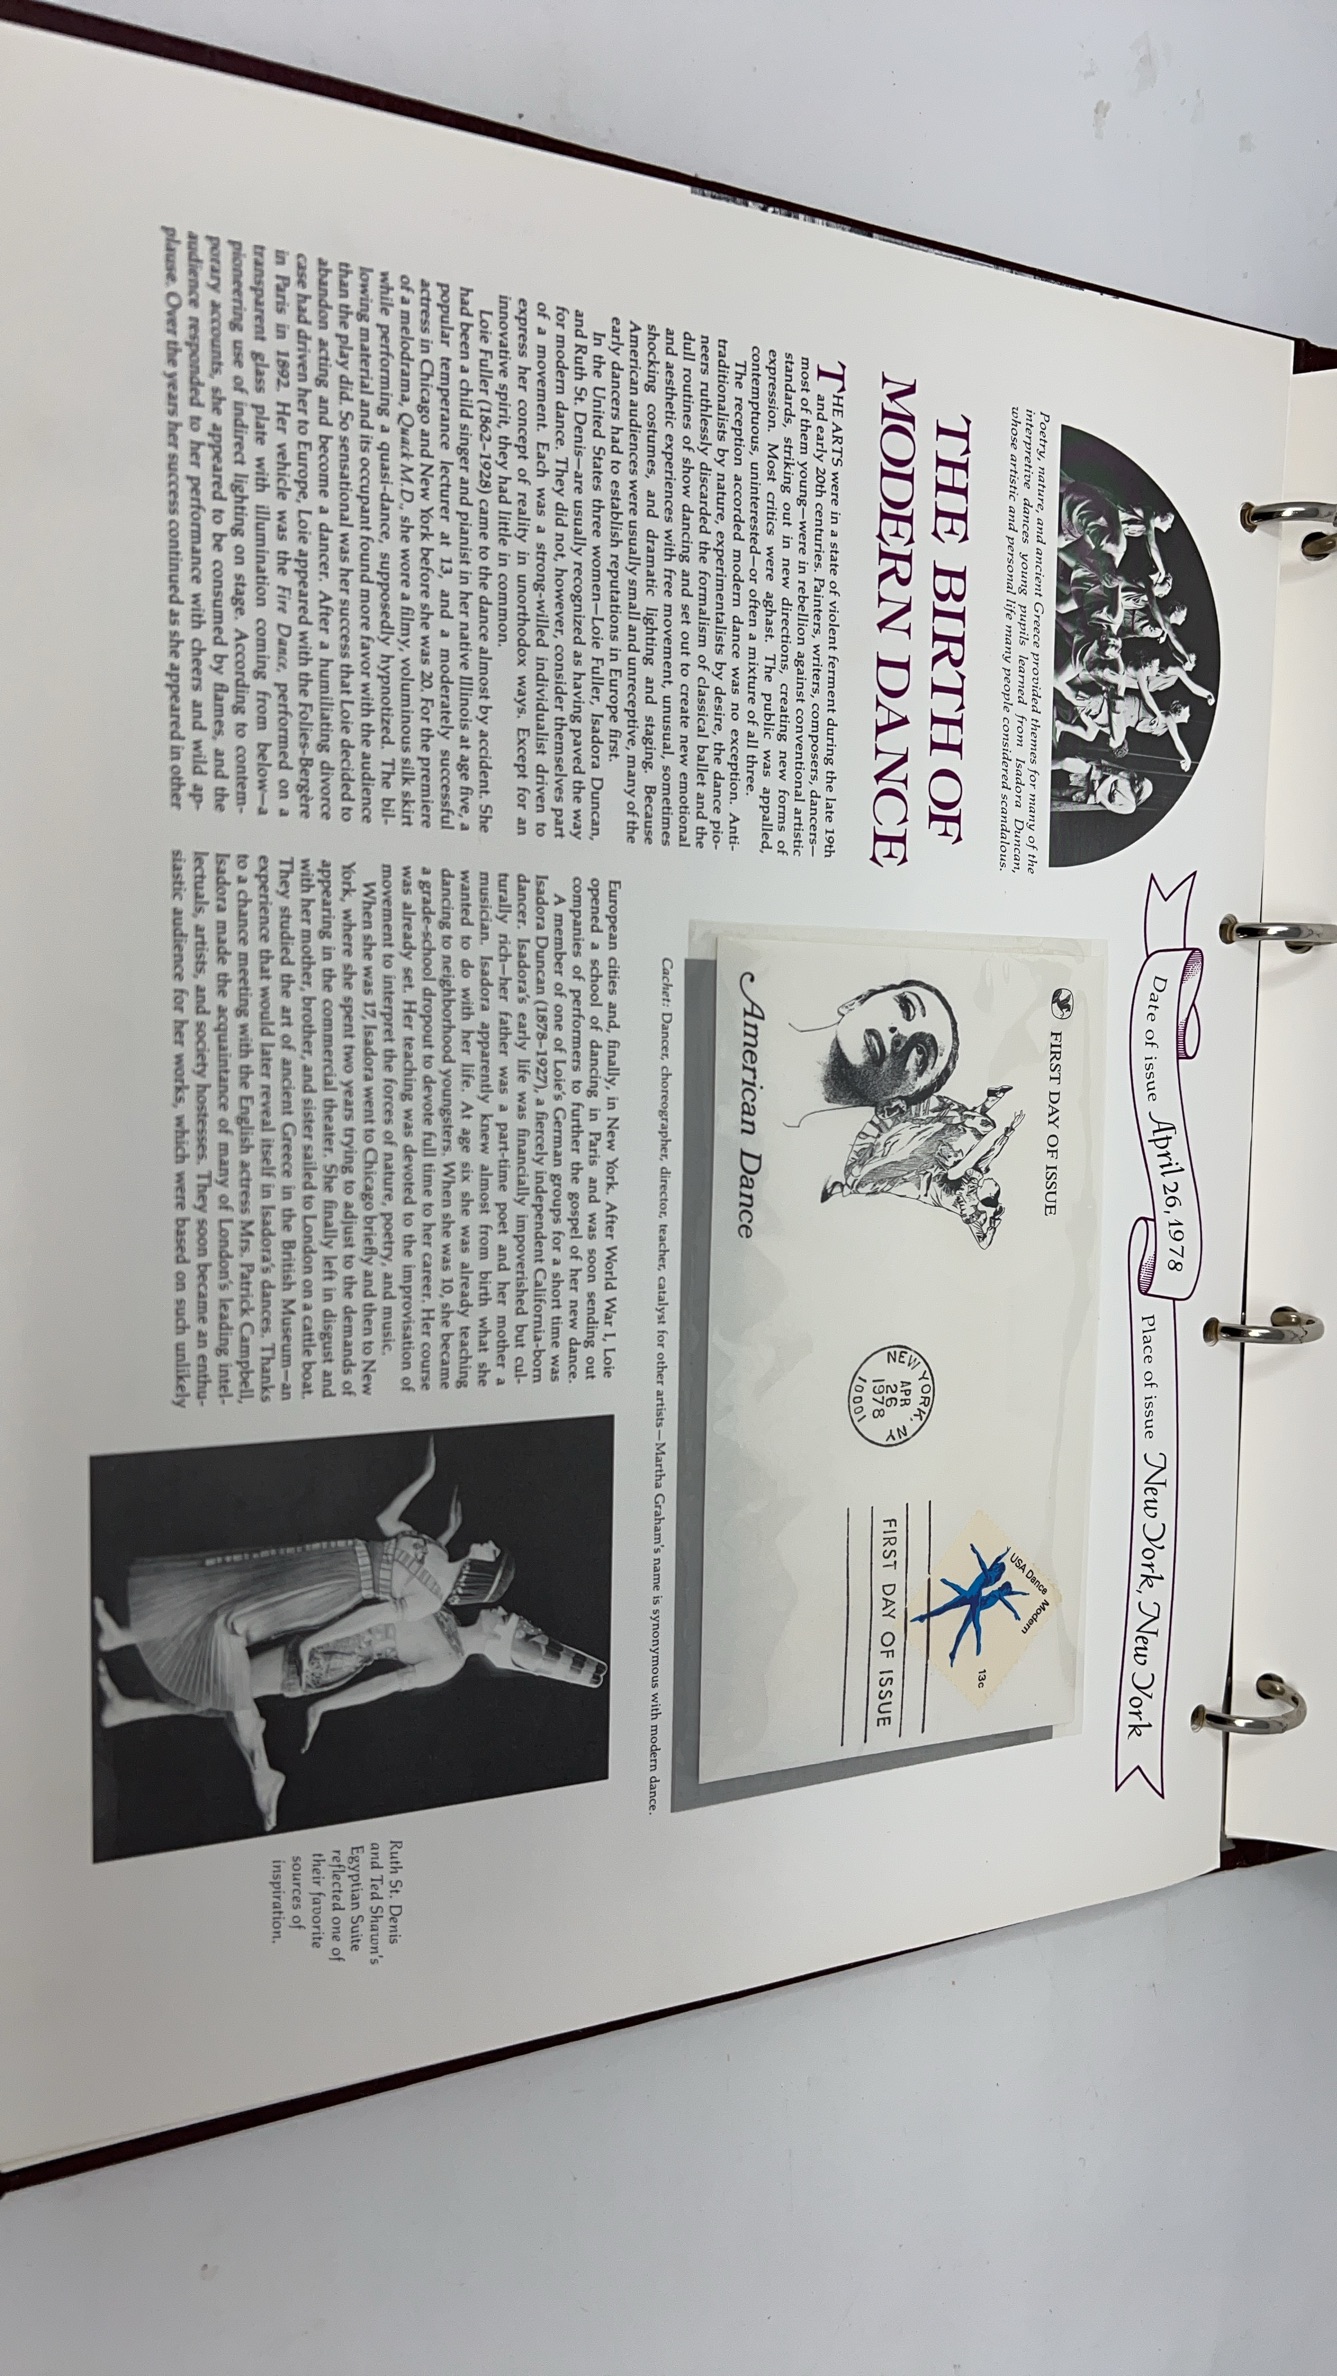 Date of issue April 26, 1978
Place of issue New York, New York
Poetry, nature, and ancient Greece provided themes for many of the
interpretive dances young pupils learned from Isadora Duncan,
whose artistic and personal life many people considered scandalous.
THE BIRTH OF
MODERN DANCE
THE ARTS were in a state of violent ferment during the late 19th
and early 20th centuries. Painters, writers, composers, dancers—
most of them young—were in rebellion against conventional artistic
standards, striking out in new directions, creating new forms of
expression. Most critics were aghast. The public was appalled,
contemptuous, uninterested—or often a mixture of all three.
The reception accorded modern dance was no exception. Anti-
traditionalists by nature, experimentalists by desire, the dance pio-
neers ruthlessly discarded the formalism of classical ballet and the
dull routines of show dancing and set out to create new emotional
and aesthetic experiences with free movement, unusual, sometimes
shocking costumes, and dramatic lighting and staging. Because
American audiences were usually small and unreceptive, many of the
early dancers had to establish reputations in Europe first.
In the United States three women—Loie Fuller, Isadora Duncan,
and Ruth St. Denis—are usually recognized as having paved the way
for modern dance. They did not, however, consider themselves part
of a movement. Each was a strong-willed individualist driven to
express her concept of reality in unorthodox ways. Except for an
innovative spirit, they had little in common.
Loie Fuller (1862–1928) came to the dance almost by accident. She
had been a child singer and pianist in her native Illinois at age five, a
popular temperance lecturer at 13, and a moderately successful
actress in Chicago and New York before she was 20. For the premiere
of a melodrama, Quack M.D., she wore a filmy, voluminous silk skirt
while performing a quasi-dance, supposedly hypnotized. The bil-
lowing material and its occupant found more favor with the audience
than the play did. So sensational was her success that Loie decided to
abandon acting and become a dancer. After a humiliating divorce
case had driven her to Europe, Loie appeared with the Folies-Bergère
in Paris in 1892. Her vehicle was the Fire Dance, performed on a
transparent glass plate with illumination coming from below—a
pioneering use of indirect lighting on stage. According to contem-
porary accounts, she appeared to be consumed by flames, and the
audience responded to her performance with cheers and wild ap-
plause. Over the years her success continued as she appeared in other
FIRST DAY OF ISSUE
American Dance
NEW YORK, NY
APR
26
1978
10001
USA Dance Modern
13c
FIRST DAY OF ISSUE
Cachet: Dancer, choreographer, director, teacher, catalyst for other artists—Martha Graham's name is synonymous with modern dance.
European cities and, finally, in New York. After World War I, Loie
opened a school of dancing in Paris and was soon sending out
companies of performers to further the gospel of her new dance.
A member of one of Loie's German groups for a short time was
Isadora Duncan (1878–1927), a fiercely independent California-born
dancer. Isadora's early life was financially impoverished but cul-
turally rich—her father was a part-time poet and her mother a
musician. Isadora apparently knew almost from birth what she
wanted to do with her life. At age six she was already teaching
dancing to neighborhood youngsters. When she was 10, she became
a grade-school dropout to devote full time to her career. Her course
was already set. Her teaching was devoted to the improvisation of
movement to interpret the forces of nature, poetry, and music.
When she was 17, Isadora went to Chicago briefly and then to New
York, where she spent two years trying to adjust to the demands of
appearing in the commercial theater. She finally left in disgust and
with her mother, brother, and sister sailed to London on a cattle boat.
They studied the art of ancient Greece in the British Museum—an
experience that would later reveal itself in Isadora's dances. Thanks
to a chance meeting with the English actress Mrs. Patrick Campbell,
Isadora made the acquaintance of many of London's leading intel-
lectuals, artists, and society hostesses. They soon became an enthu-
siastic audience for her works, which were based on such unlikely
Ruth St. Denis
and Ted Shawn's
Egyptian Suite
reflected one of
their favorite
sources of
inspiration.